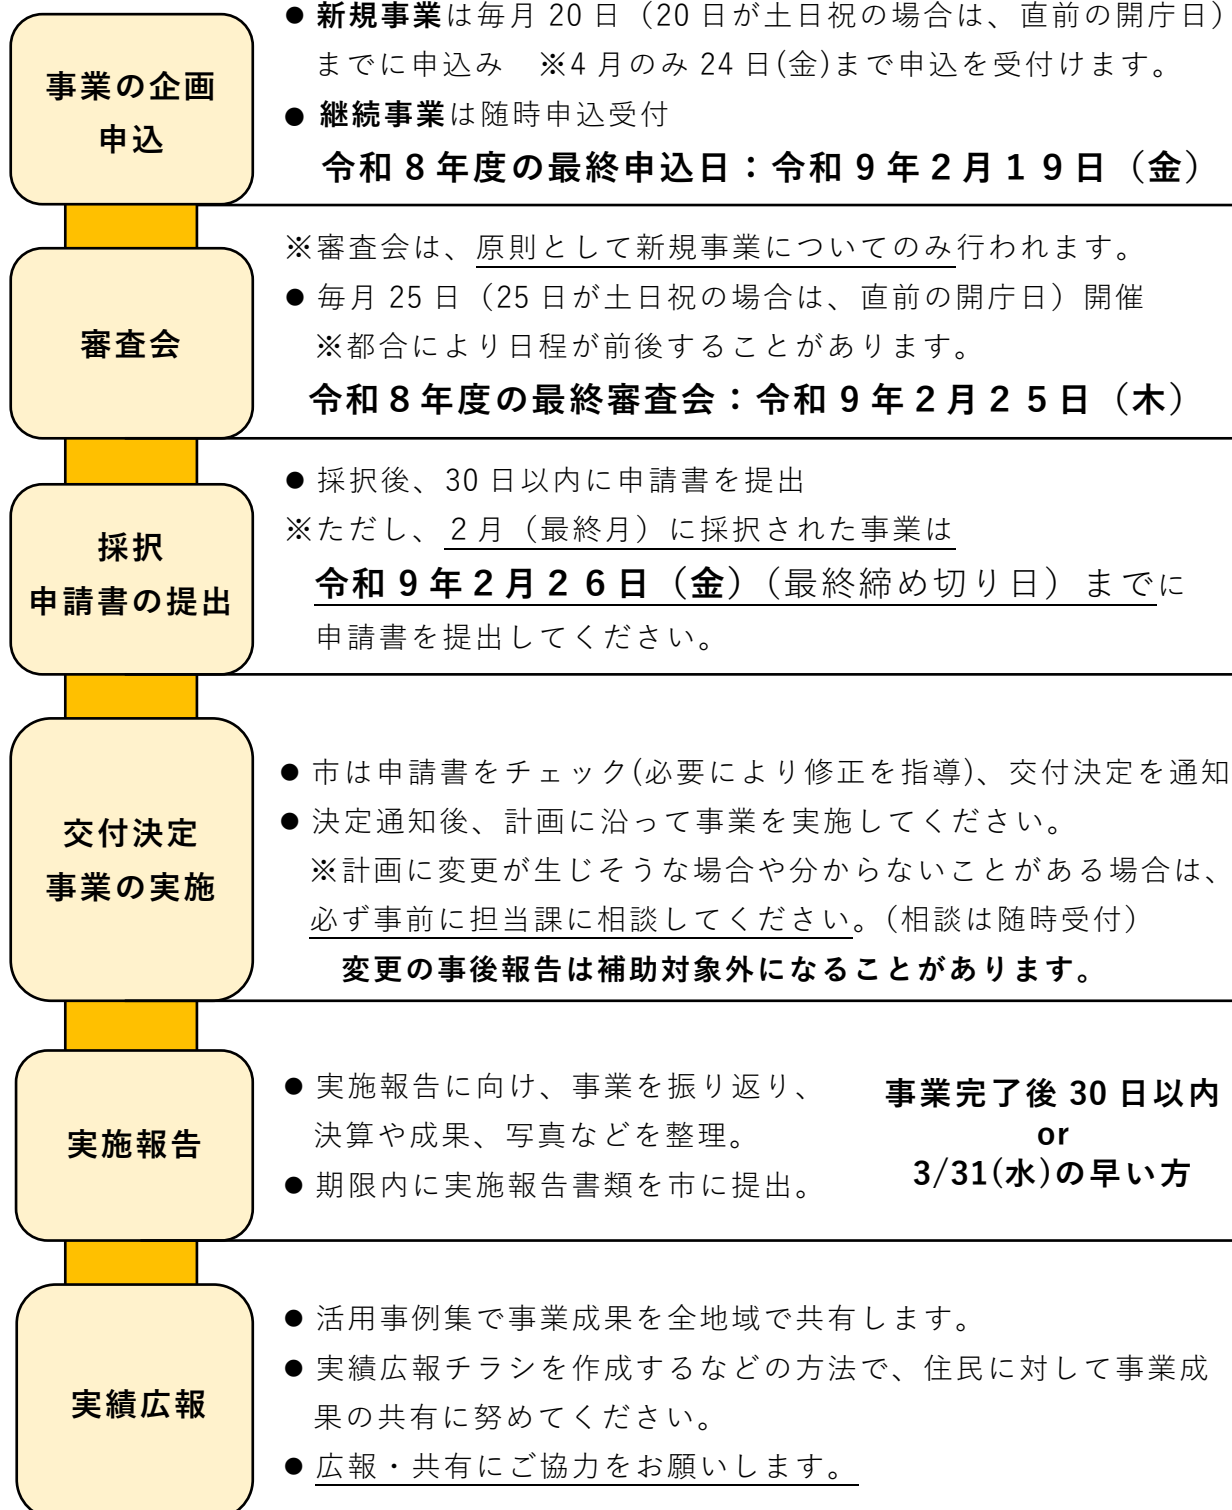 事業の企画
申込
● 新規事業は毎月 20 日（20 日が土日祝の場合は、直前の開庁日）
までに申込み　※4 月のみ 24 日(金)まで申込を受付けます。
● 継続事業は随時申込受付
令和８年度の最終申込日：令和９年２月１９日（金）
審査会
※審査会は、原則として新規事業についてのみ行われます。
● 毎月 25 日（25 日が土日祝の場合は、直前の開庁日）開催
※都合により日程が前後することがあります。
令和８年度の最終審査会：令和９年２月２５日（木）
採択
申請書の提出
● 採択後、30 日以内に申請書を提出
※ただし、２月（最終月）に採択された事業は
令和９年２月２６日（金）（最終締め切り日）までに
申請書を提出してください。
交付決定
事業の実施
● 市は申請書をチェック(必要により修正を指導)、交付決定を通知
● 決定通知後、計画に沿って事業を実施してください。
※計画に変更が生じそうな場合や分からないことがある場合は、
必ず事前に担当課に相談してください。（相談は随時受付）
変更の事後報告は補助対象外になることがあります。
実施報告
● 実施報告に向け、事業を振り返り、
決算や成果、写真などを整理。
● 期限内に実施報告書類を市に提出。
事業完了後 30 日以内
or
3/31(水)の早い方
実績広報
● 活用事例集で事業成果を全地域で共有します。
● 実績広報チラシを作成するなどの方法で、住民に対して事業成
果の共有に努めてください。
● 広報・共有にご協力をお願いします。